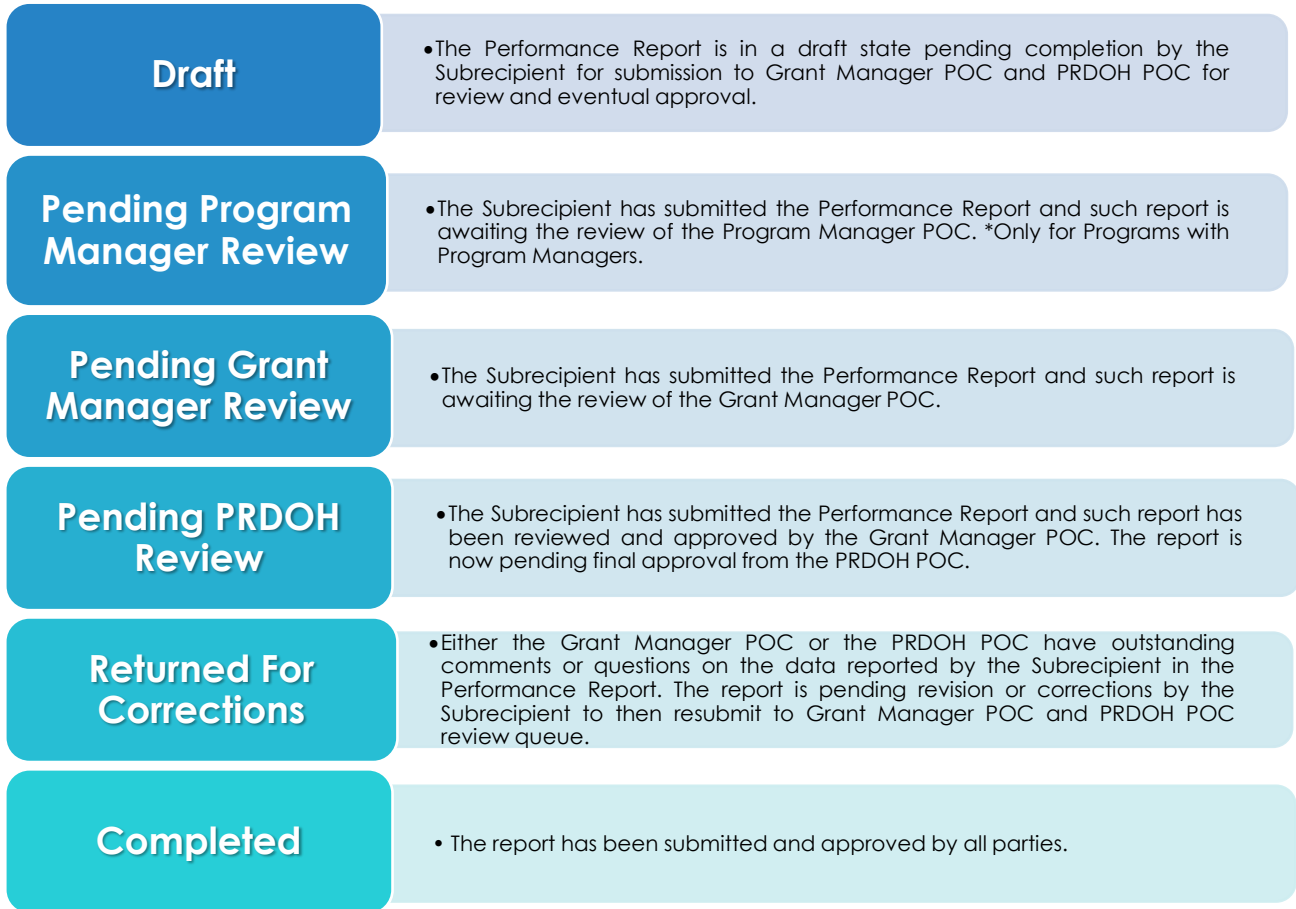 Draft
•The Performance Report is in a draft state pending completion by the
Subrecipient for submission to Grant Manager POC and PRDOH POC for
review and eventual approval.
Pending Program
Manager Review
•The Subrecipient has submitted the Performance Report and such report is
awaiting the review of the Program Manager POC. *Only for Programs with
Program Managers.
Pending Grant
Manager Review
•The Subrecipient has submitted the Performance Report and such report is
awaiting the review of the Grant Manager POC.
Pending PRDOH
Review
•The Subrecipient has submitted the Performance Report and such report has
been reviewed and approved by the Grant Manager POC. The report is
now pending final approval from the PRDOH POC.
Returned For
Corrections
•Either the Grant Manager POC or the PRDOH POC have outstanding
comments or questions on the data reported by the Subrecipient in the
Performance Report. The report is pending revision or corrections by the
Subrecipient to then resubmit to Grant Manager POC and PRDOH POC
review queue.
Completed
• The report has been submitted and approved by all parties.